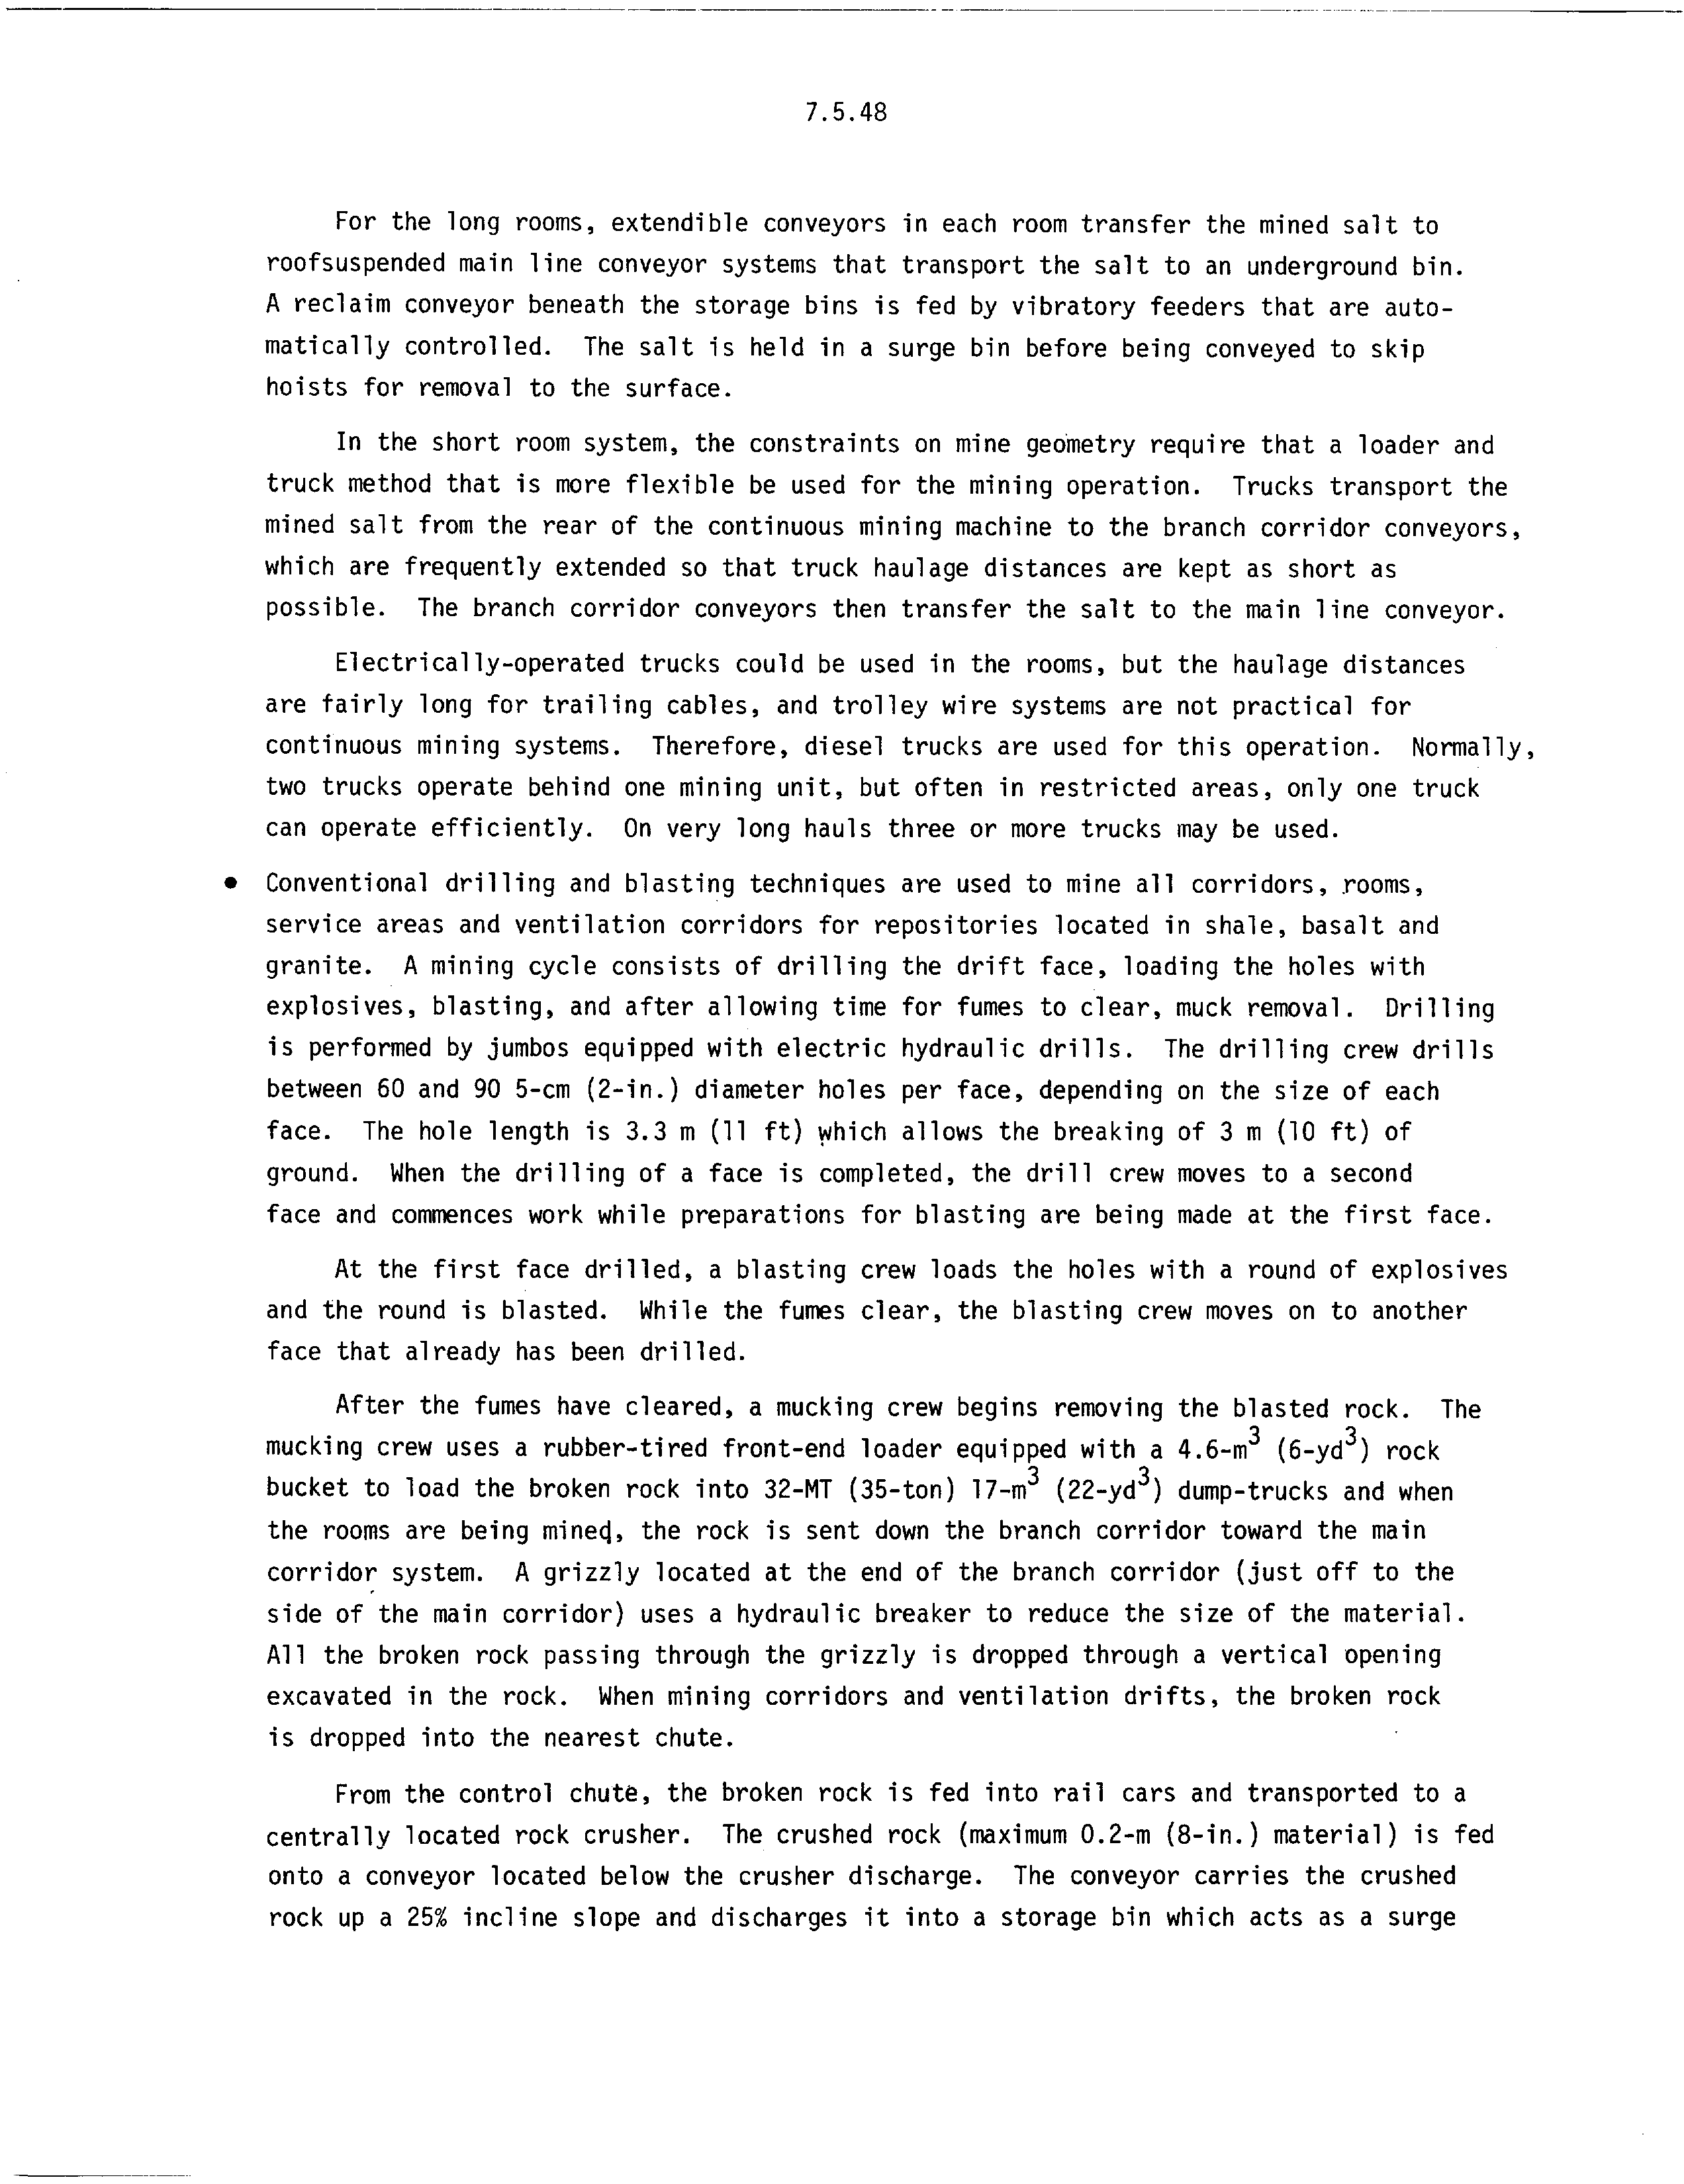 7.5.48
For the long rooms, extendible conveyors in each room transfer the mined salt to
roofsuspended main line conveyor systems that transport the salt to an underground bin.
A reclaim conveyor beneath the storage bins is fed by vibratory feeders that are auto-
matically controlled. The salt is held in a surge bin before being conveyed to skip
hoists for removal to the surface.
In the short room system, the constraints on mine geometry require that a loader and
truck method that is more flexible be used for the mining operation. Trucks transport the
mined salt from the rear of the continuous mining machine to the branch corridor conveyors,
which are frequently extended so that truck haulage distances are kept as short as
possible. The branch corridor conveyors then transfer the salt to the main line conveyor.
Electrically-operated trucks could be used in the rooms, but the haulage distances
are fairly long for trailing cables, and trolley wire systems are not practical for
continuous mining systems. Therefore, diesel trucks are used for this operation. Normally,
two trucks operate behind one mining unit, but often in restricted areas, only one truck
can operate efficiently. On very long hauls three or more trucks may be used.
• Conventional drilling and blasting techniques are used to mine all corridors, rooms,
service areas and ventilation corridors for repositories located in shale, basalt and
granite. A mining cycle consists of drilling the drift face, loading the holes with
explosives, blasting, and after allowing time for fumes to clear, muck removal. Drilling
is performed by jumbos equipped with electric hydraulic drills. The drilling crew drills
between 60 and 90 5-cm (2-in.) diameter holes per face, depending on the size of each
face. The hole length is 3.3 m (11 ft) which allows the breaking of 3 m (10 ft) of
ground. When the drilling of a face is completed, the drill crew moves to a second
face and commences work while preparations for blasting are being made at the first face.
At the first face drilled, a blasting crew loads the holes with a round of explosives
and the round is blasted. While the fumes clear, the blasting crew moves on to another
face that already has been drilled.
After the fumes have cleared, a mucking crew begins removing the blasted rock. The
mucking crew uses a rubber-tired front-end loader equipped with a 4.6-m³ (6-yd³) rock
bucket to load the broken rock into 32-MT (35-ton) 17-m³ (22-yd³) dump-trucks and when
the rooms are being mined, the rock is sent down the branch corridor toward the main
corridor system. A grizzly located at the end of the branch corridor (just off to the
side of the main corridor) uses a hydraulic breaker to reduce the size of the material.
All the broken rock passing through the grizzly is dropped through a vertical opening
excavated in the rock. When mining corridors and ventilation drifts, the broken rock
is dropped into the nearest chute.
From the control chute, the broken rock is fed into rail cars and transported to a
centrally located rock crusher. The crushed rock (maximum 0.2-m (8-in.) material) is fed
onto a conveyor located below the crusher discharge. The conveyor carries the crushed
rock up a 25% incline slope and discharges it into a storage bin which acts as a surge